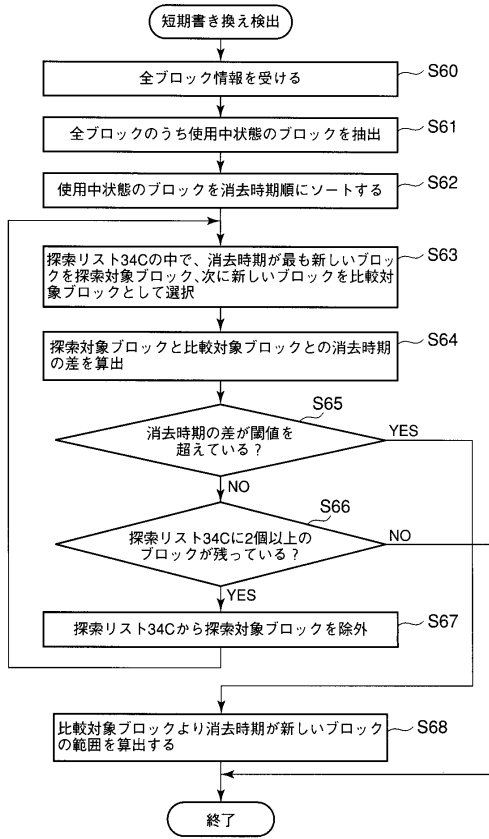 短期書き換え検出
全ブロック情報を受ける
S60
全ブロックのうち使用中状態のブロックを抽出
S61
使用中状態のブロックを消去時期順にソートする
S62
探索リスト34Cの中で、消去時期が最も新しいブロッ
クを探索対象ブロック、次に新しいブロックを比較対
象ブロックとして選択
S63
探索対象ブロックと比較対象ブロックとの消去時期
の差を算出
S64
消去時期の差が閾値を
超えている?
S65
YES
NO
探索リスト34Cに2個以上の
ブロックが残っている?
S66
NO
YES
探索リスト34Cから探索対象ブロックを除外
S67
比較対象ブロックより消去時期が新しいブロック
の範囲を算出する
S68
終了